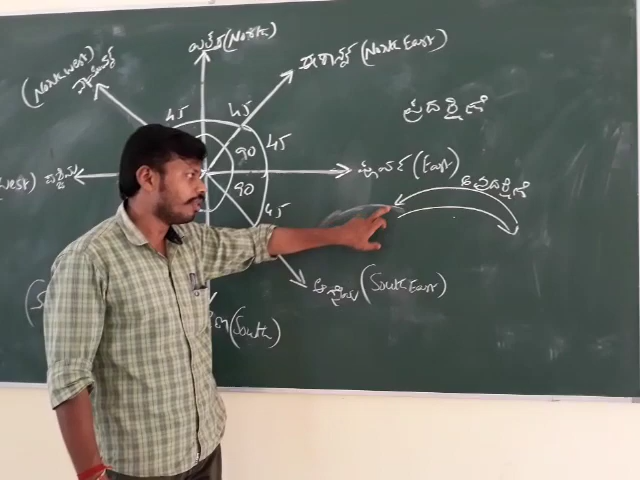 ಉತ್ತರ (North)
ಈಶಾನ್ಯ (North East)
(North West)
45 45
ಪ್ರದಕ್ಷಿಣೆ
45
90
ಪೂರ್ವ (East)
West) ಪಶ್ಚಿಮ
ಅಪ್ರದಕ್ಷಿಣೆ
90
45
ಆಗ್ನೇಯ (South East)
(South)